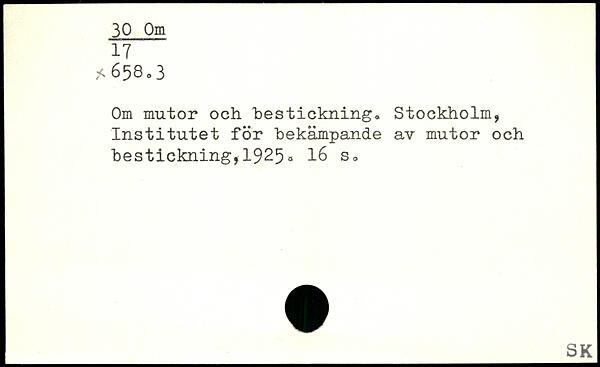 30 Om
17
x658.3
Om mutor och bestickning. Stockholm,
Institutet för bekämpande av mutor och
bestickning,1925. 16 s.
SK